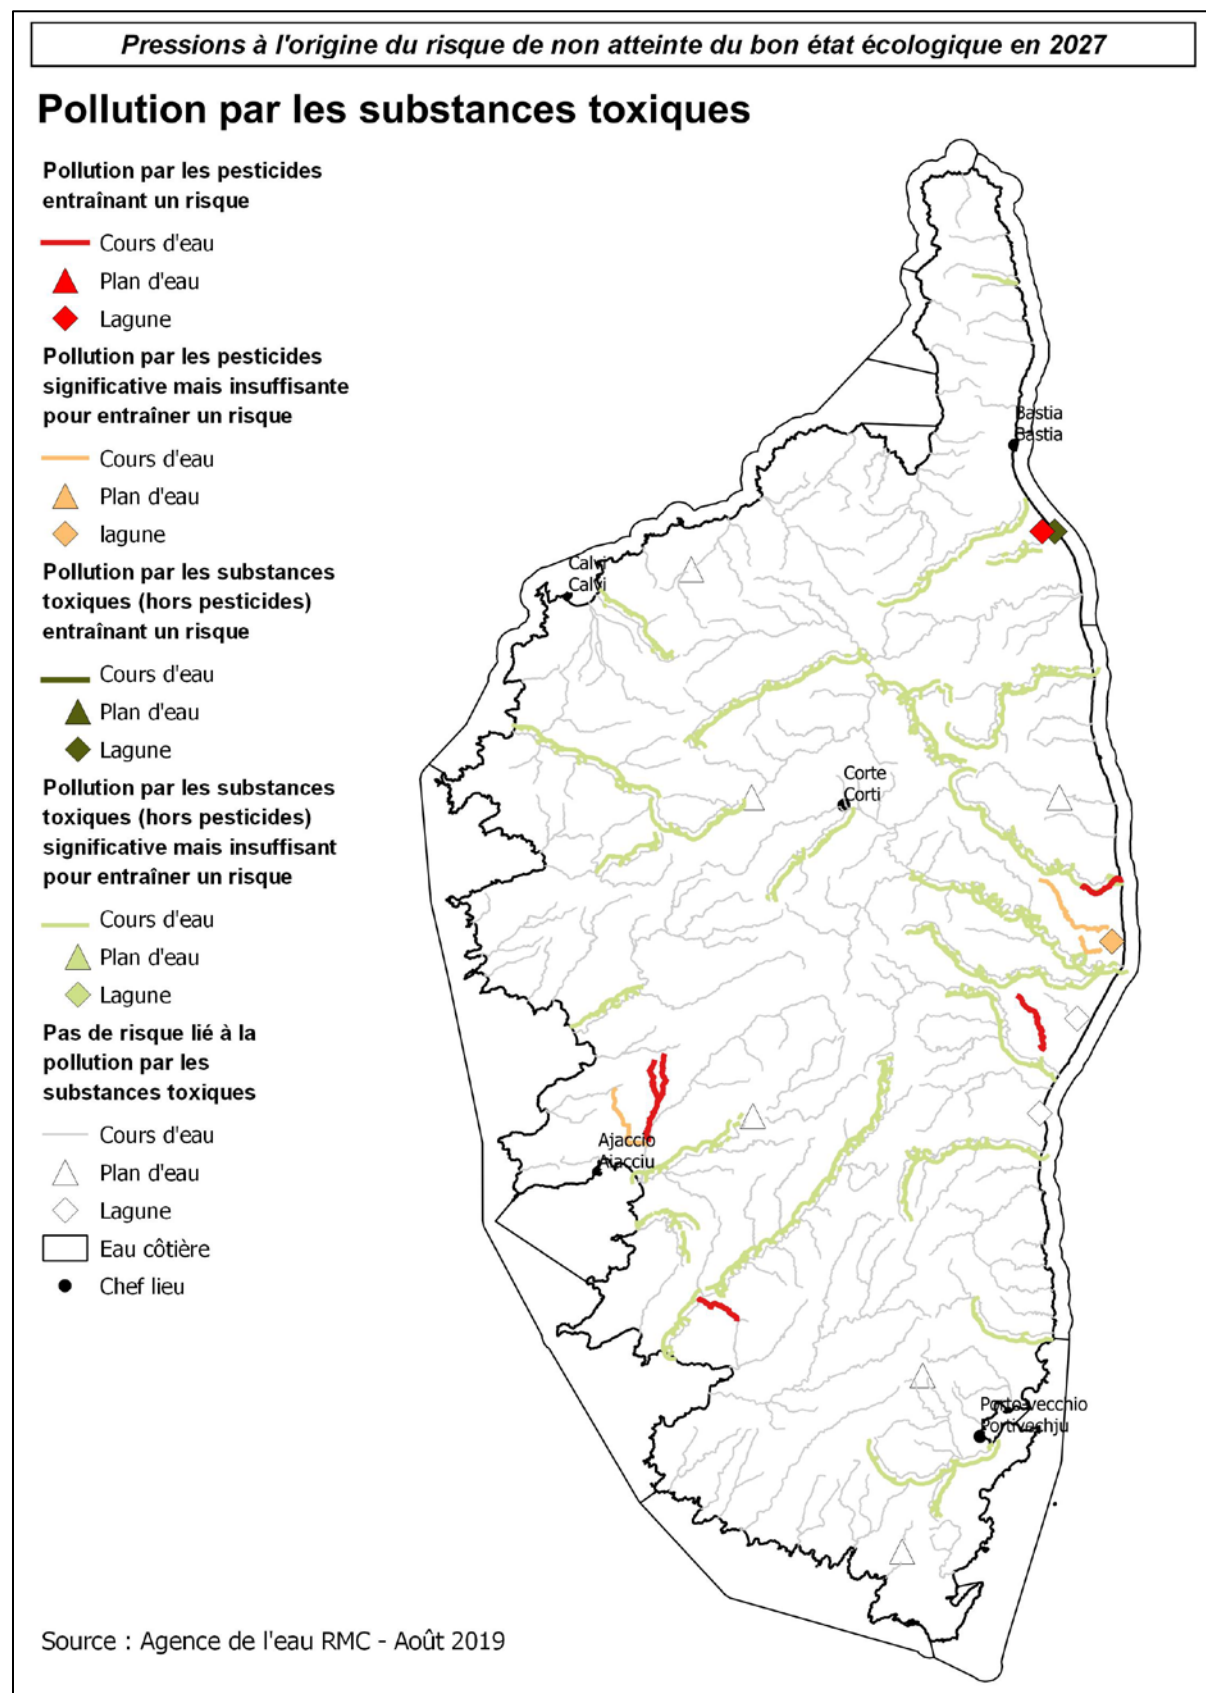 Pressions à l'origine du risque de non atteinte du bon état écologique en 2027
Pollution par les substances toxiques
Pollution par les pesticides
entraînant un risque
Cours d'eau
Plan d'eau
Lagune
Pollution par les pesticides
significative mais insuffisante
pour entraîner un risque
Cours d'eau
Plan d'eau
lagune
Pollution par les substances
toxiques (hors pesticides)
entraînant un risque
Cours d'eau
Plan d'eau
Lagune
Pollution par les substances
toxiques (hors pesticides)
significative mais insuffisant
pour entraîner un risque
Cours d'eau
Plan d'eau
Lagune
Pas de risque lié à la
pollution par les
substances toxiques
Cours d'eau
Plan d'eau
Lagune
Eau côtière
Chef lieu
Bastia
Bastia
Calvi
Calvi
Corte
Corti
Ajaccio
Aiacciu
Porto-vecchio
Portivechju
Source : Agence de l'eau RMC - Août 2019